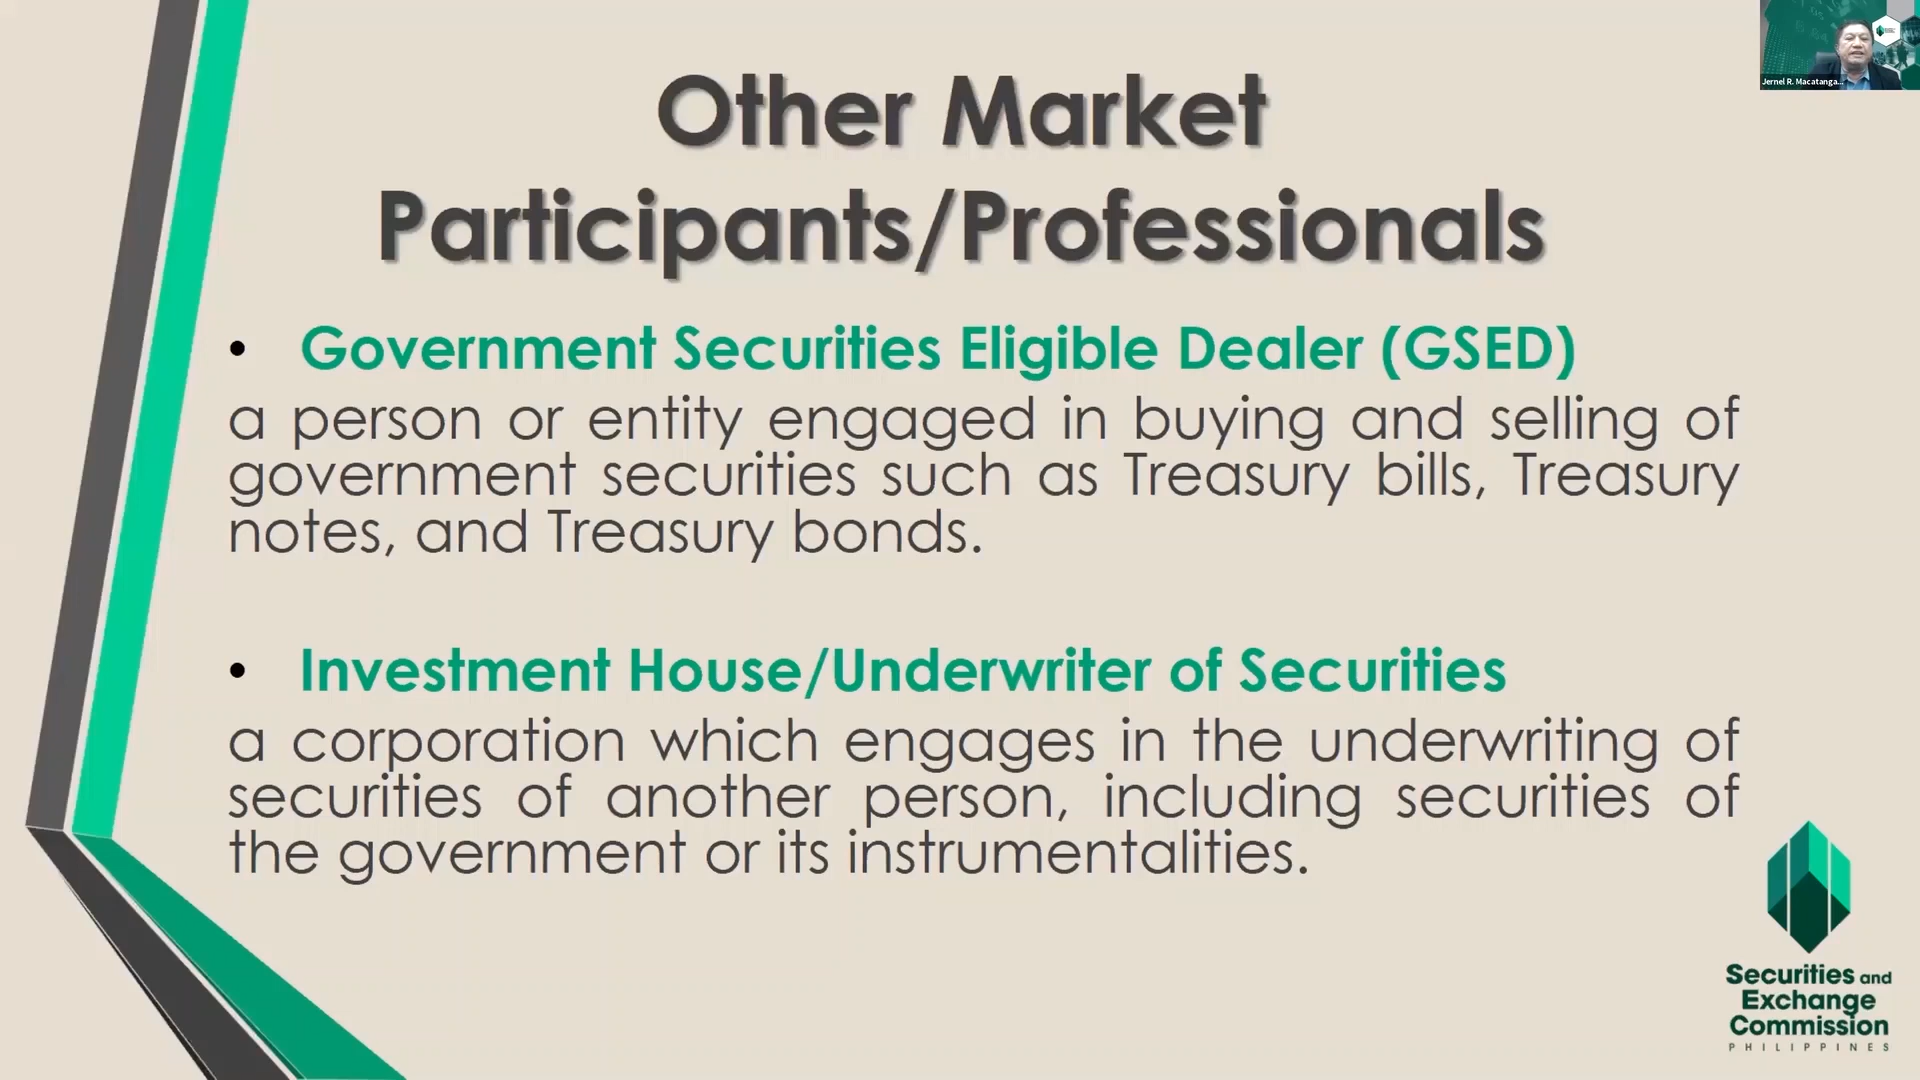 Other Market
Participants/Professionals
• Government Securities Eligible Dealer (GSED)
a person or entity engaged in buying and selling of
government securities such as Treasury bills, Treasury
notes, and Treasury bonds.
• Investment House/Underwriter of Securities
a corporation which engages in the underwriting of
securities of another person, including securities of
the government or its instrumentalities.
Jernel R. Macatanga...
Securities and
Exchange
Commission
PHILIPPINES